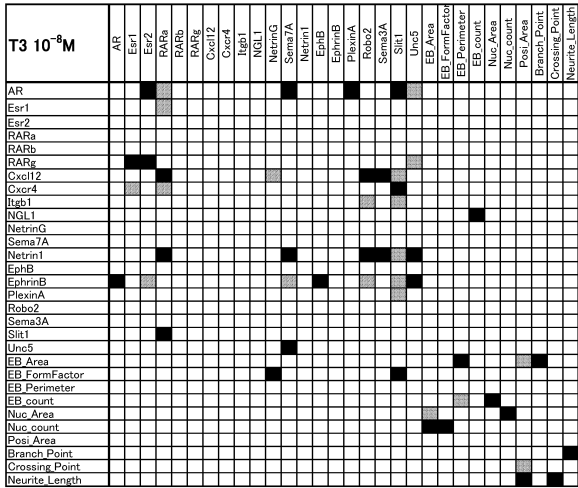 T3 10⁻⁸M
AR
Esr1
Esr2
RARa
RARb
RARg
Cxcl12
Cxcr4
Itgb1
NGL1
NetrinG
Sema7A
Netrin1
EphB
EphrinB
PlexinA
Robo2
Sema3A
Slit1
Unc5
EB_Area
EB_FormFactor
EB_Perimeter
EB_count
Nuc_Area
Nuc_count
Posi_Area
Branch_Point
Crossing_Point
Neurite_Length
AR
Esr1
Esr2
RARa
RARb
RARg
Cxcl12
Cxcr4
Itgb1
NGL1
NetrinG
Sema7A
Netrin1
EphB
EphrinB
PlexinA
Robo2
Sema3A
Slit1
Unc5
EB_Area
EB_FormFactor
EB_Perimeter
EB_count
Nuc_Area
Nuc_count
Posi_Area
Branch_Point
Crossing_Point
Neurite_Length